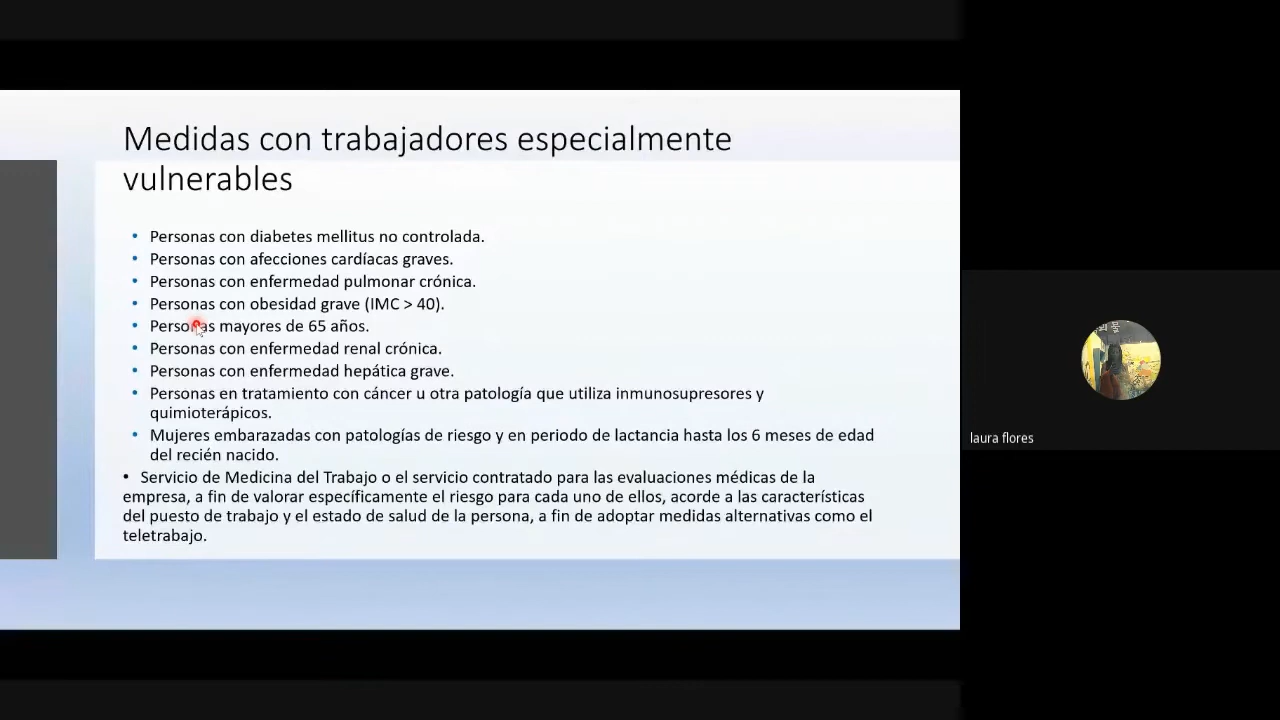 Medidas con trabajadores especialmente
vulnerables
• Personas con diabetes mellitus no controlada.
• Personas con afecciones cardíacas graves.
• Personas con enfermedad pulmonar crónica.
• Personas con obesidad grave (IMC > 40).
• Personas mayores de 65 años.
• Personas con enfermedad renal crónica.
• Personas con enfermedad hepática grave.
• Personas en tratamiento con cáncer u otra patología que utiliza inmunosupresores y
quimioterápicos.
• Mujeres embarazadas con patologías de riesgo y en periodo de lactancia hasta los 6 meses de edad
del recién nacido.
• Servicio de Medicina del Trabajo o el servicio contratado para las evaluaciones médicas de la
empresa, a fin de valorar específicamente el riesgo para cada uno de ellos, acorde a las características
del puesto de trabajo y el estado de salud de la persona, a fin de adoptar medidas alternativas como el
teletrabajo.
laura flores